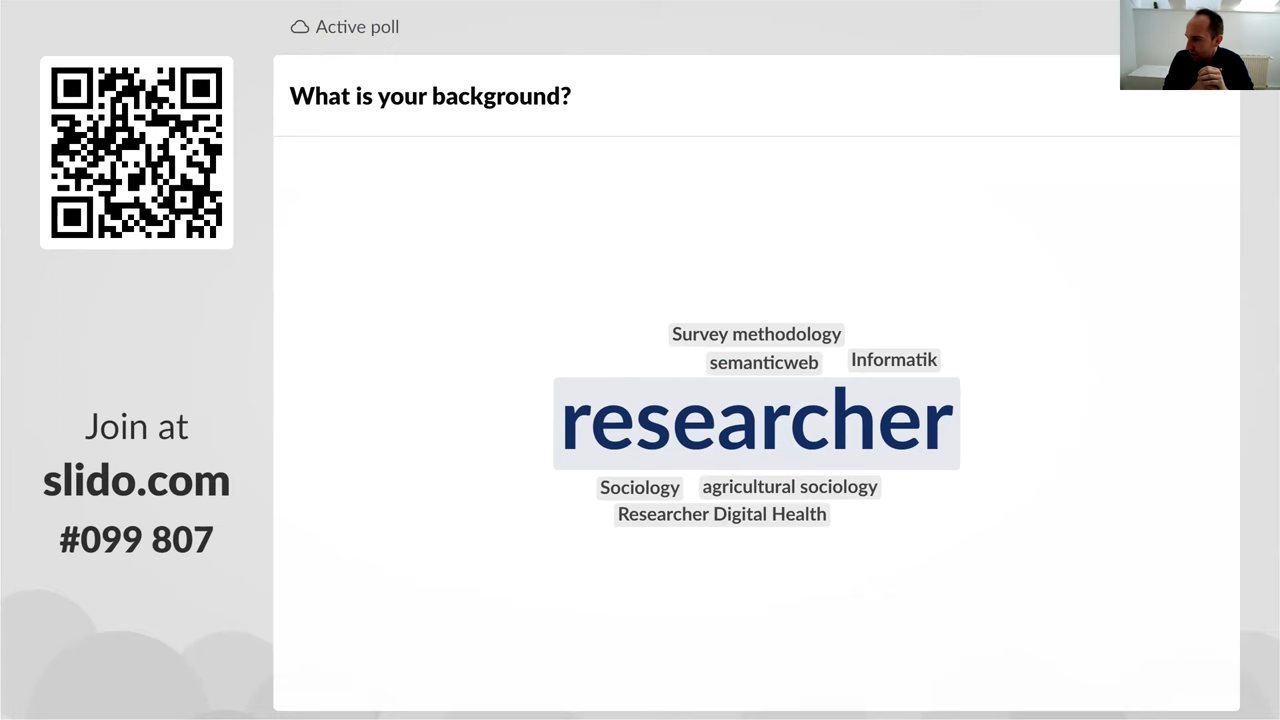 Active poll
What is your background?
Join at
slido.com
#099 807
Survey methodology
semanticweb
Informatik
researcher
Sociology
agricultural sociology
Researcher Digital Health